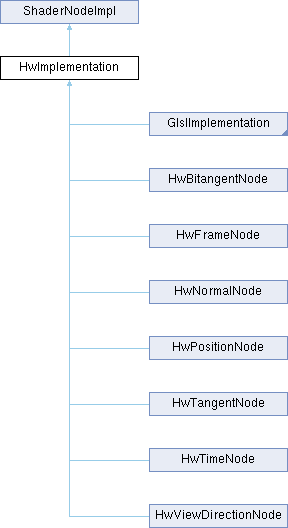 ShaderNodeImpl
HwImplementation
GlslImplementation
HwBitangentNode
HwFrameNode
HwNormalNode
HwPositionNode
HwTangentNode
HwTimeNode
HwViewDirectionNode